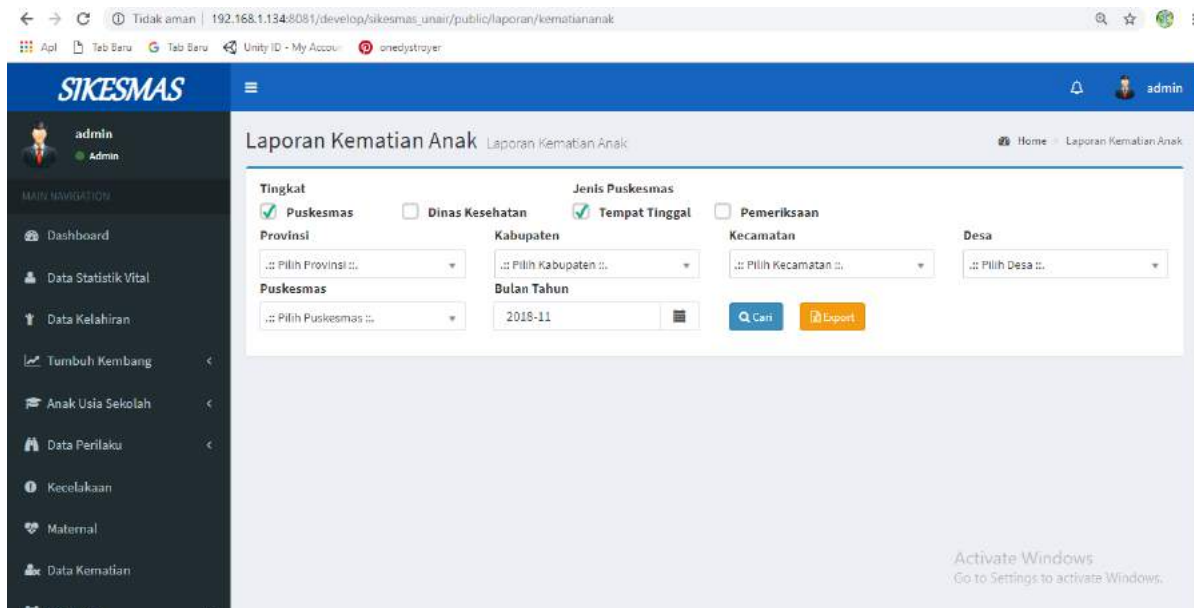 Tidak aman | 192.168.1.134:8081/develop/sikesmas_unair/public/laporan/kematiananak
Apl Tab Baru Tab Baru Unity ID - My Accou onedystroyer
SIKESMAS
admin
admin
Admin
Laporan Kematian Anak Laporan Kematian Anak
Home Laporan Kematian Anak
MAIN NAVIGATION
Dashboard
Data Statistik Vital
Data Kelahiran
Tumbuh Kembang
Anak Usia Sekolah
Data Perilaku
Kecelakaan
Maternal
Data Kematian
Tingkat Jenis Puskesmas
Puskesmas Dinas Kesehatan Tempat Tinggal Pemeriksaan
Provinsi Kabupaten Kecamatan Desa
.:: Pilih Provinsi ::. .:: Pilih Kabupaten ::. .:: Pilih Kecamatan ::. .:: Pilih Desa ::.
Puskesmas Bulan Tahun
.:: Pilih Puskesmas ::. 2018-11 Cari Export
Activate Windows
Go to Settings to activate Windows.